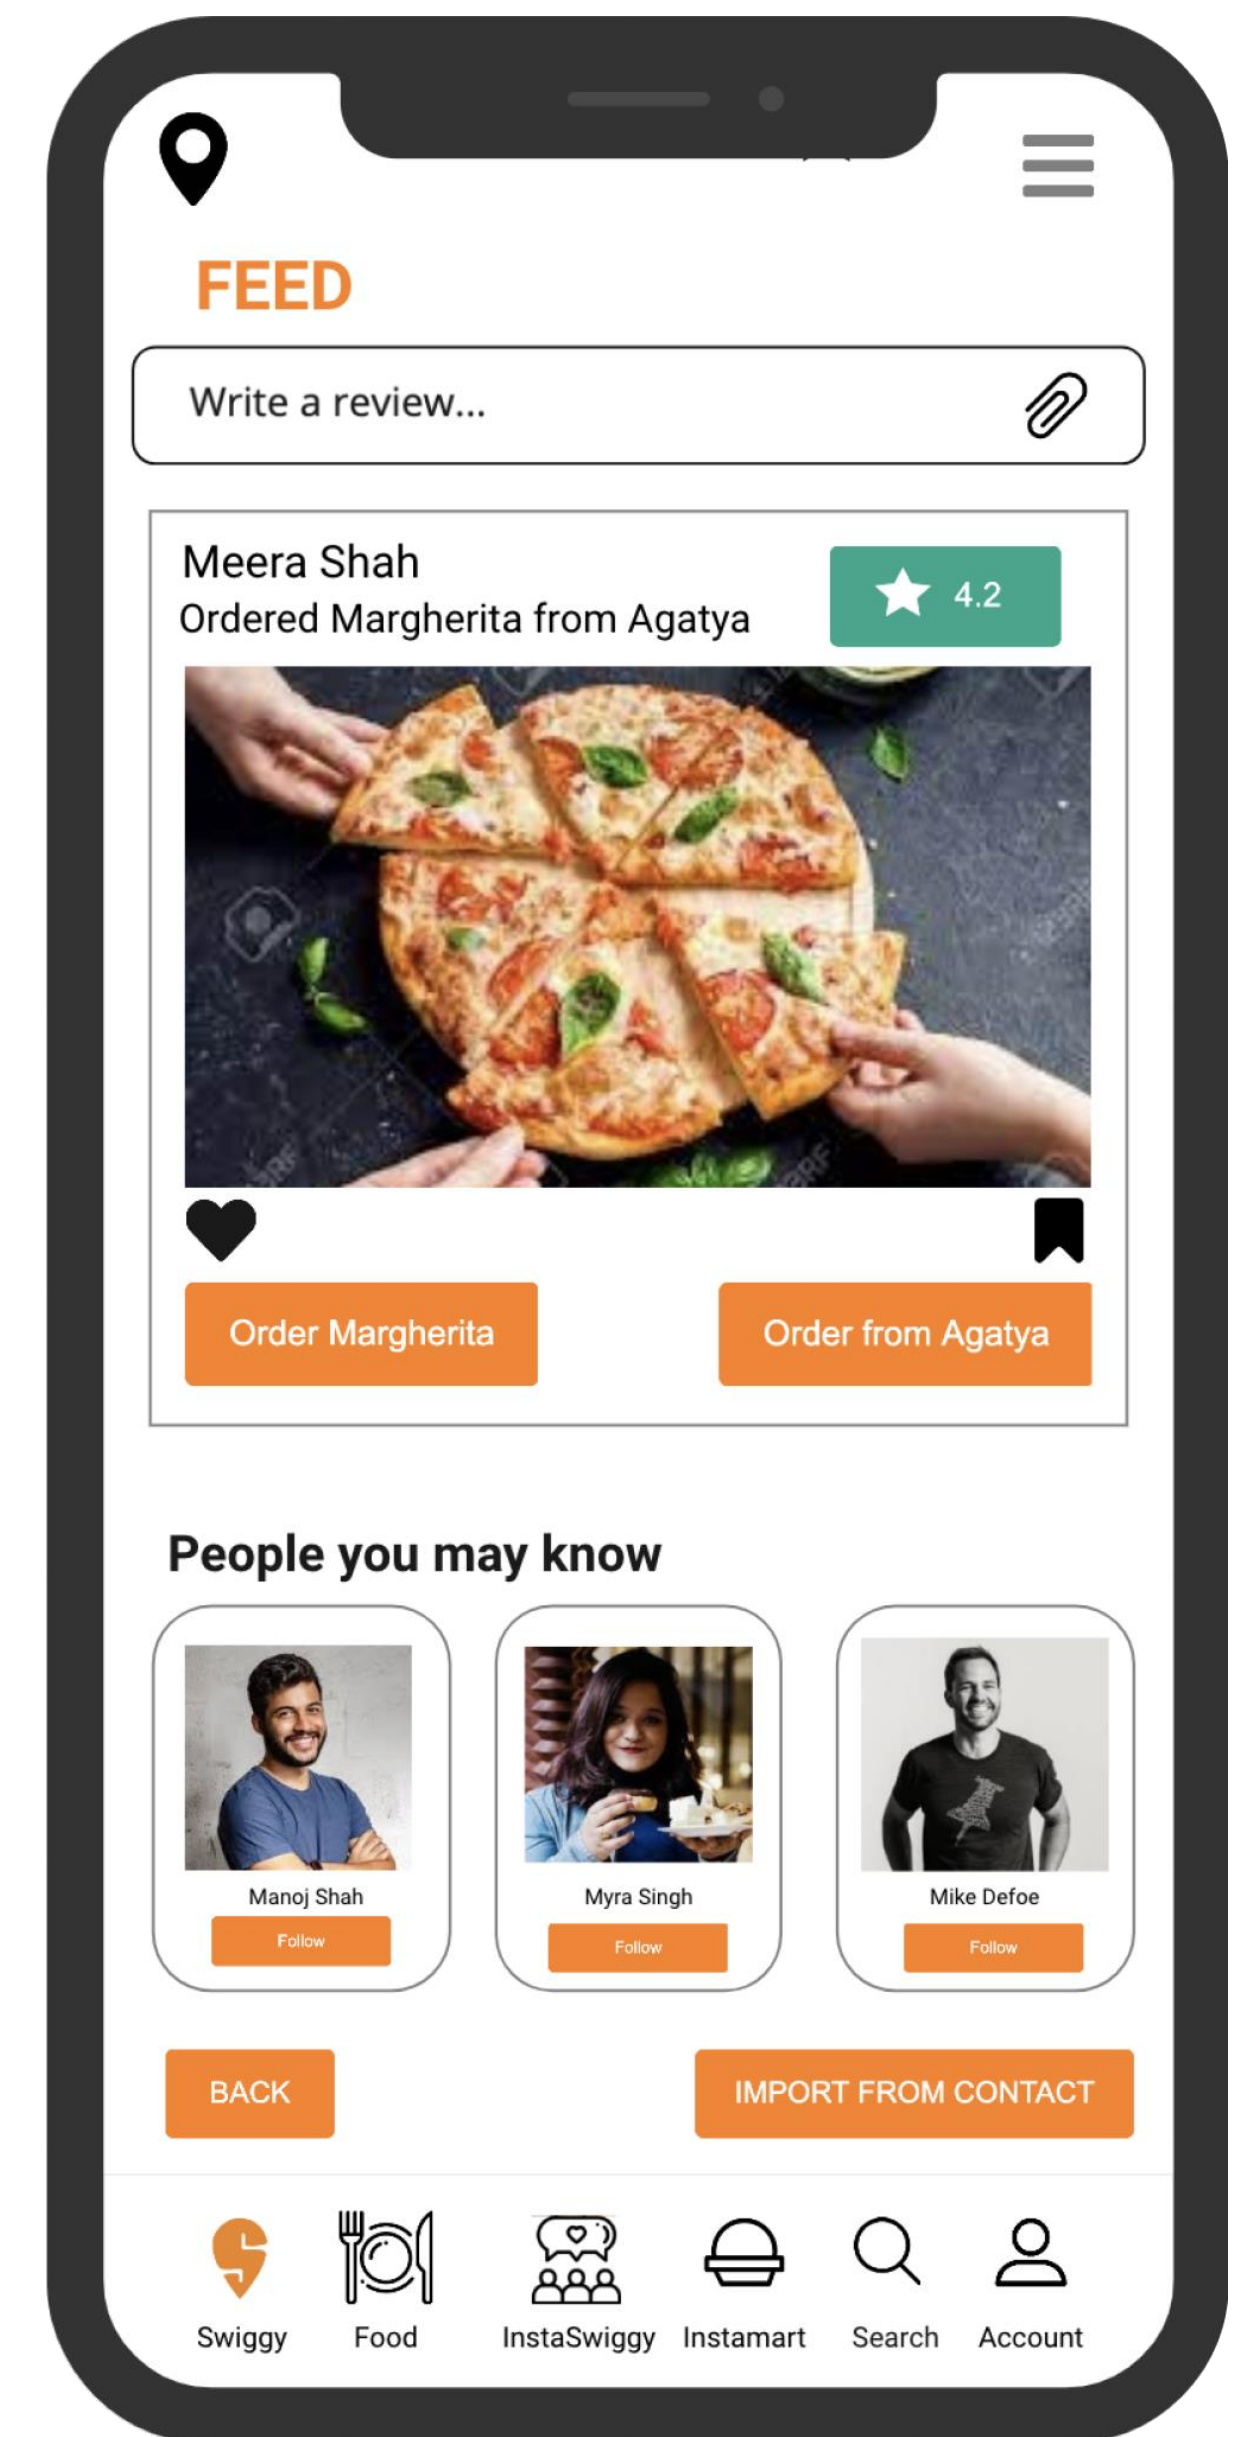 FEED
Write a review...
Meera Shah
Ordered Margherita from Agatya
4.2
Order Margherita
Order from Agatya
People you may know
Manoj Shah
Myra Singh
Mike Defoe
Follow
Follow
Follow
BACK
IMPORT FROM CONTACT
Swiggy
Food
InstaSwiggy
Instamart
Search
Account